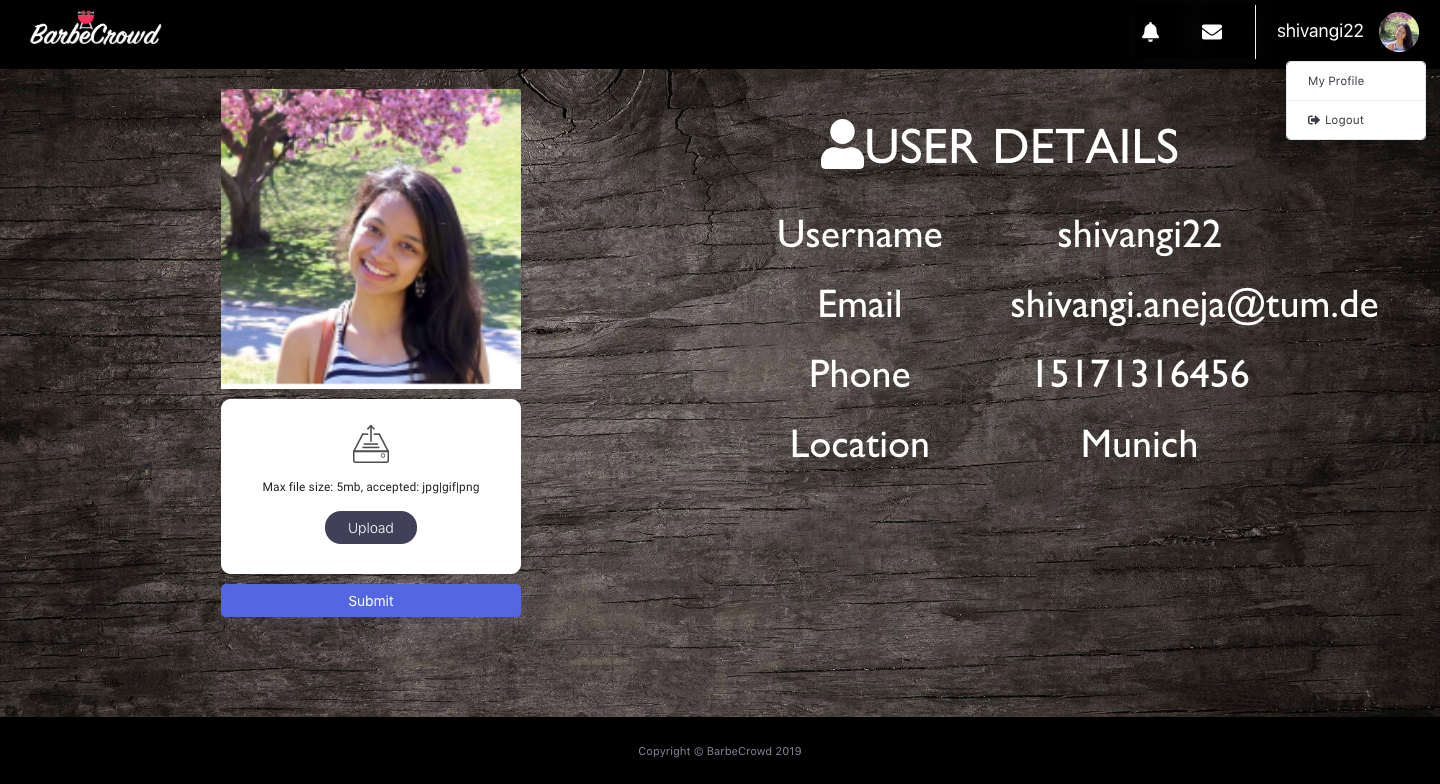 BarbeCrowd
shivangi22
My Profile
Logout
USER DETAILS
Username shivangi22
Email shivangi.aneja@tum.de
Phone 15171316456
Location Munich
Max file size: 5mb, accepted: jpg|gif|png
Upload
Submit
Copyright © BarbeCrowd 2019